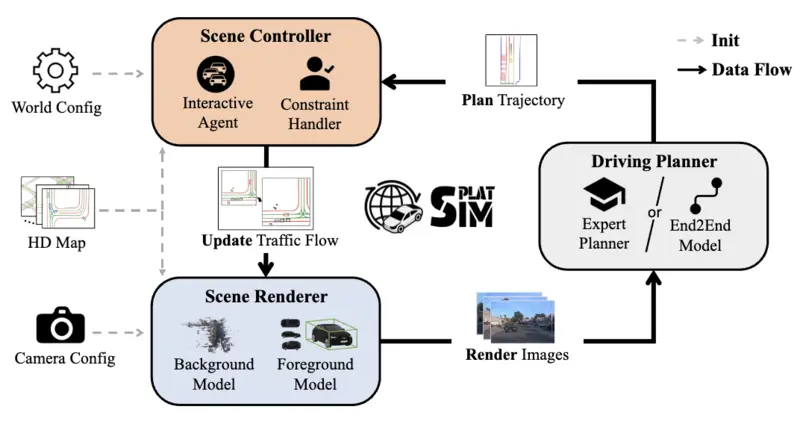 Scene Controller
Interactive
Agent
Constraint
Handler
World Config
Plan Trajectory
Init
Data Flow
HD Map
Update Traffic Flow
SPLAT
SIM
Driving Planner
Expert
Planner
or
End2End
Model
Camera Config
Scene Renderer
Background
Model
Foreground
Model
Render Images